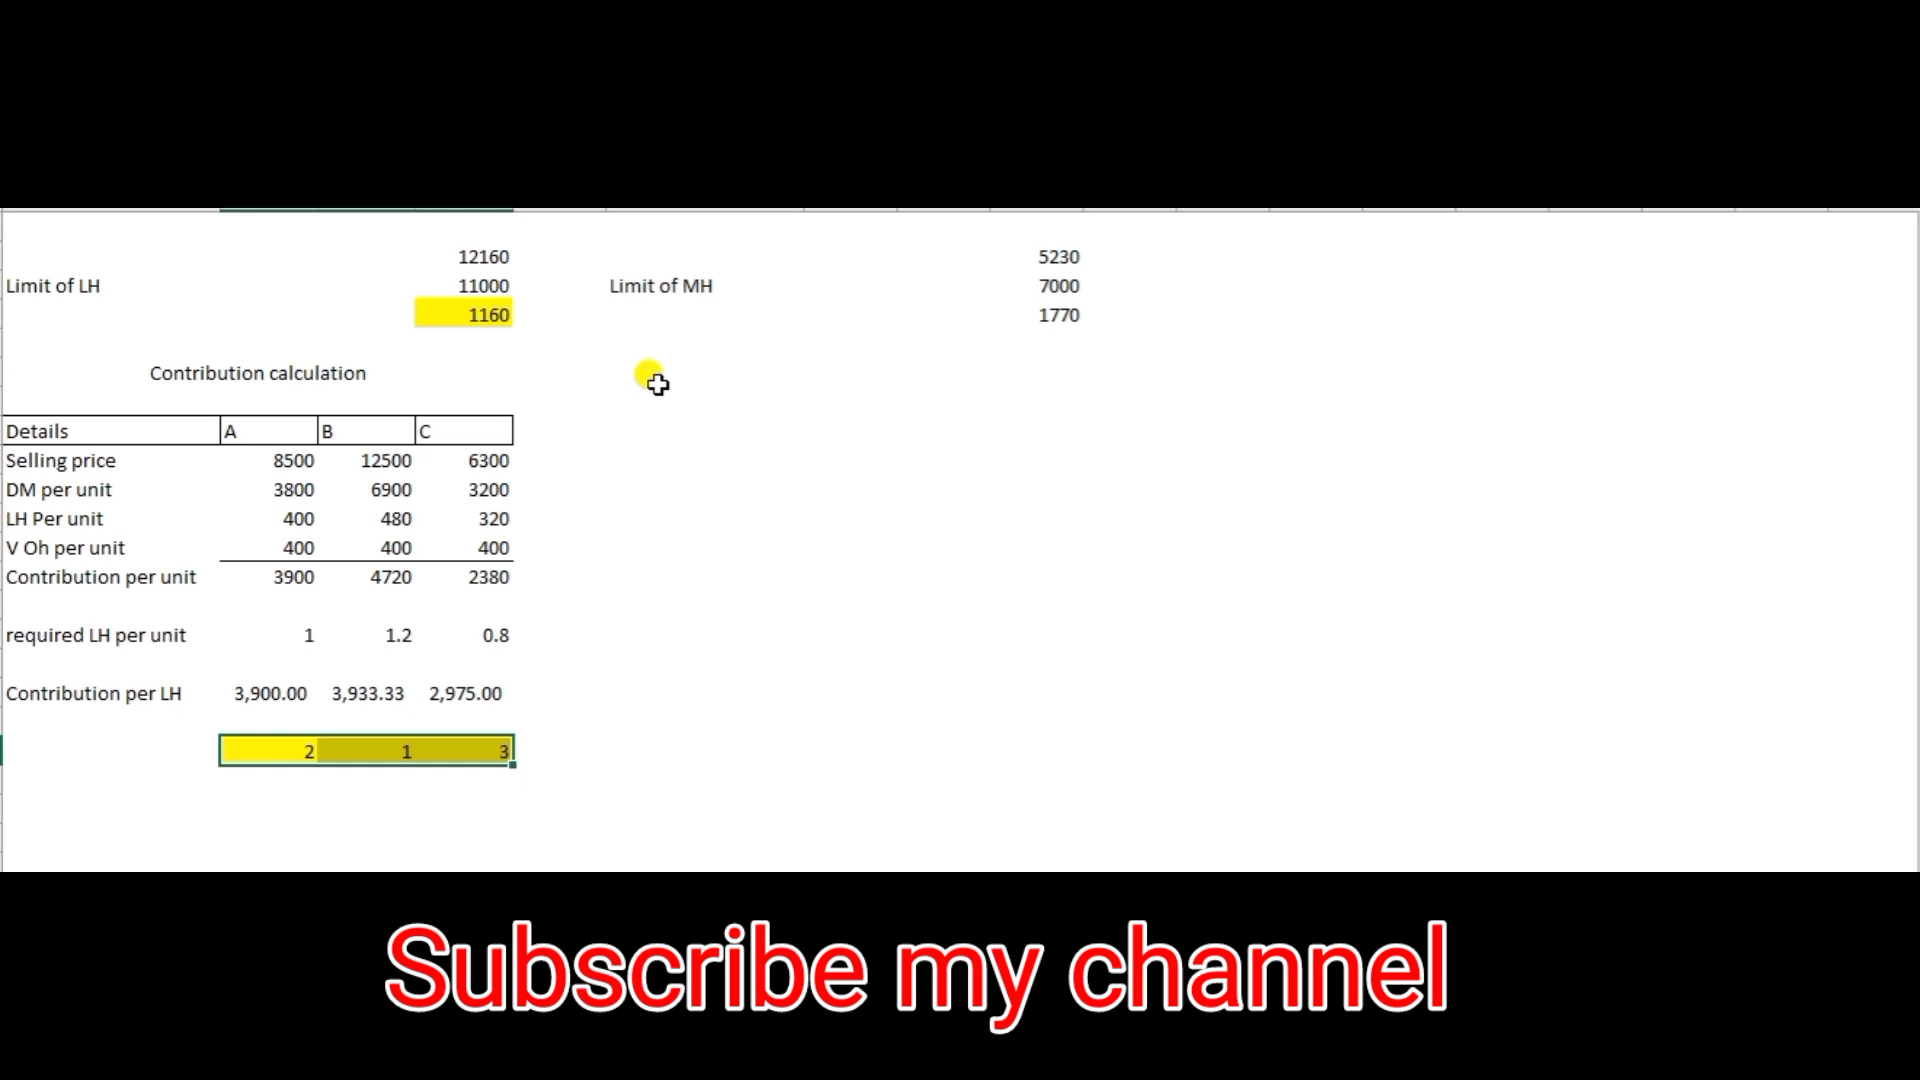 12160 5230
Limit of LH 11000 Limit of MH 7000
1160 1770
Contribution calculation
Details A B C
Selling price 8500 12500 6300
DM per unit 3800 6900 3200
LH Per unit 400 480 320
V Oh per unit 400 400 400
Contribution per unit 3900 4720 2380
required LH per unit 1 1.2 0.8
Contribution per LH 3,900.00 3,933.33 2,975.00
2 1 3
Subscribe my channel